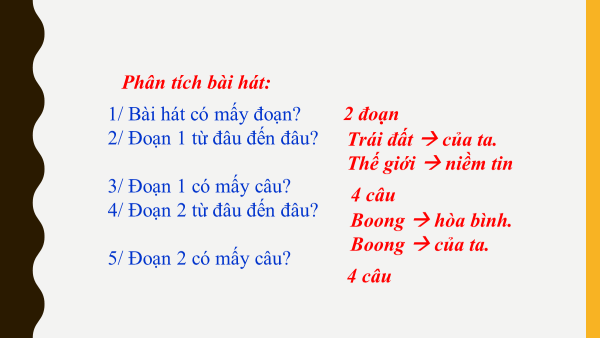 Phân tích bài hát:
1/ Bài hát có mấy đoạn? 2 đoạn
2/ Đoạn 1 từ đâu đến đâu? Trái đất → của ta.
Thế giới → niềm tin
3/ Đoạn 1 có mấy câu? 4 câu
4/ Đoạn 2 từ đâu đến đâu? Boong → hòa bình.
Boong → của ta.
5/ Đoạn 2 có mấy câu? 4 câu